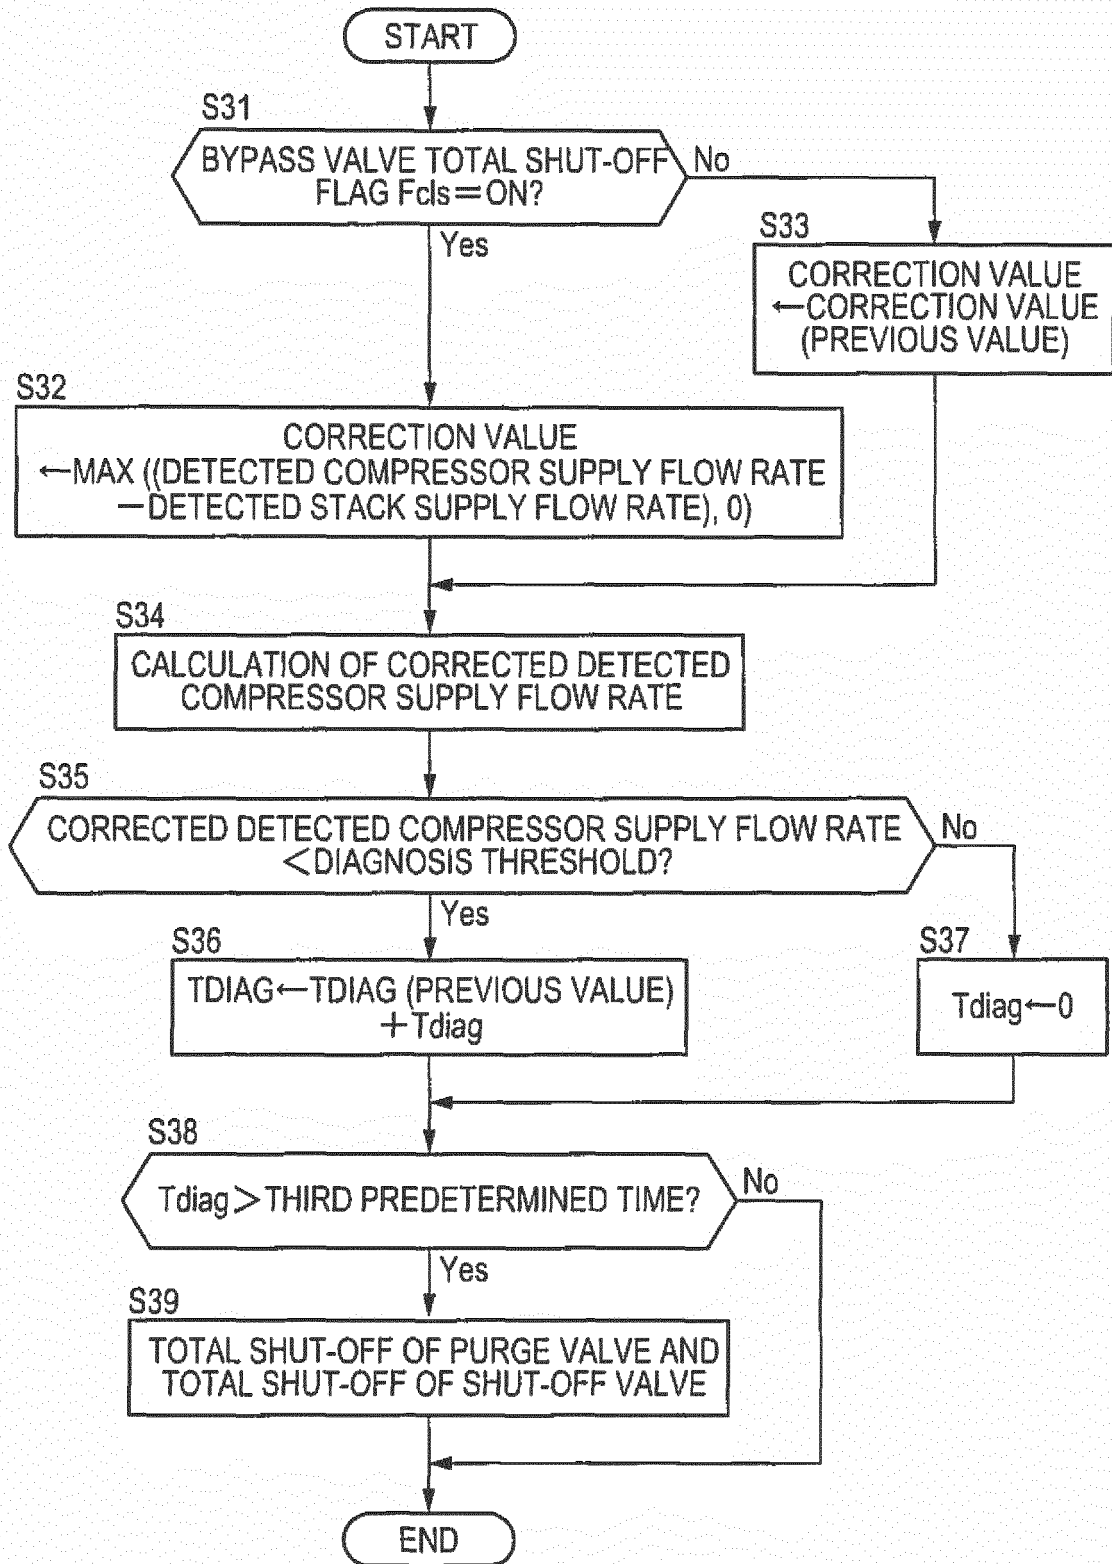 START
S31
BYPASS VALVE TOTAL SHUT-OFF
FLAG Fcls=ON?
No
Yes
S33
CORRECTION VALUE
←CORRECTION VALUE
(PREVIOUS VALUE)
S32
CORRECTION VALUE
←MAX ((DETECTED COMPRESSOR SUPPLY FLOW RATE
−DETECTED STACK SUPPLY FLOW RATE), 0)
S34
CALCULATION OF CORRECTED DETECTED
COMPRESSOR SUPPLY FLOW RATE
S35
CORRECTED DETECTED COMPRESSOR SUPPLY FLOW RATE
<DIAGNOSIS THRESHOLD?
No
Yes
S36
TDIAG←TDIAG (PREVIOUS VALUE)
+Tdiag
S37
Tdiag←0
S38
Tdiag>THIRD PREDETERMINED TIME?
No
Yes
S39
TOTAL SHUT-OFF OF PURGE VALVE AND
TOTAL SHUT-OFF OF SHUT-OFF VALVE
END